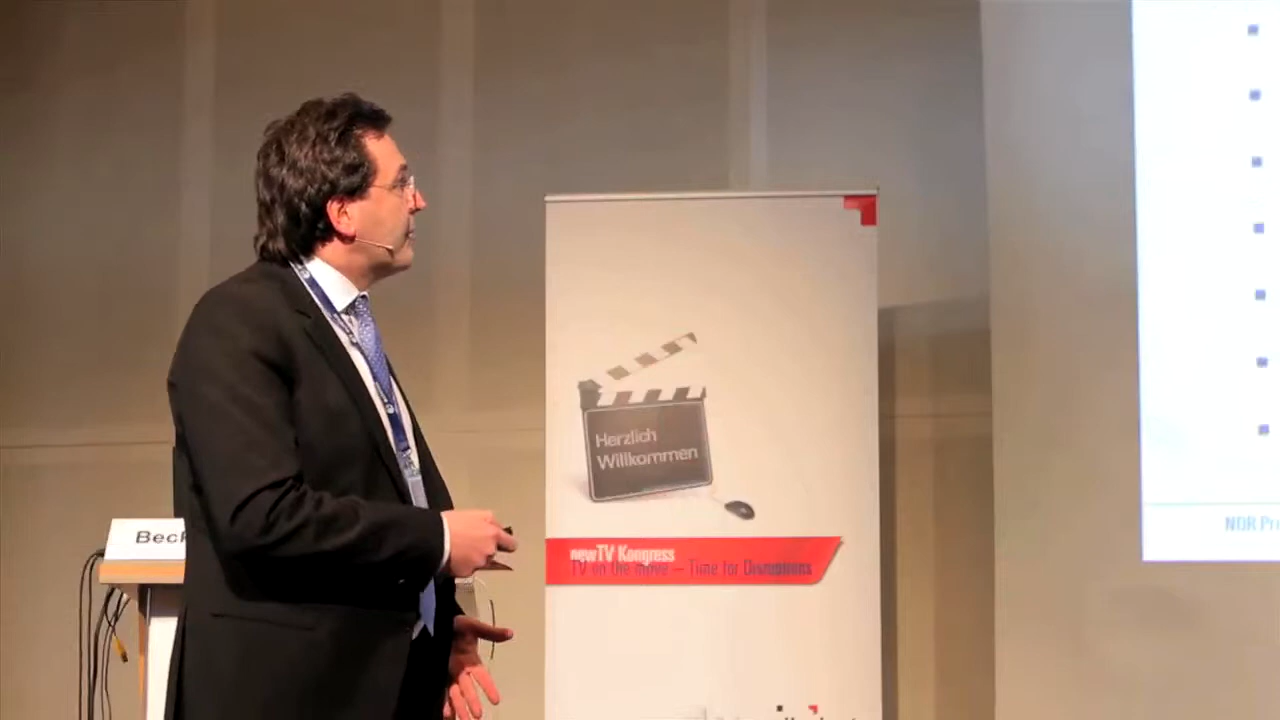 Herzlich
Willkommen
newTV Kongress
TV on the move – Time for Disruptions
Beck
NDR